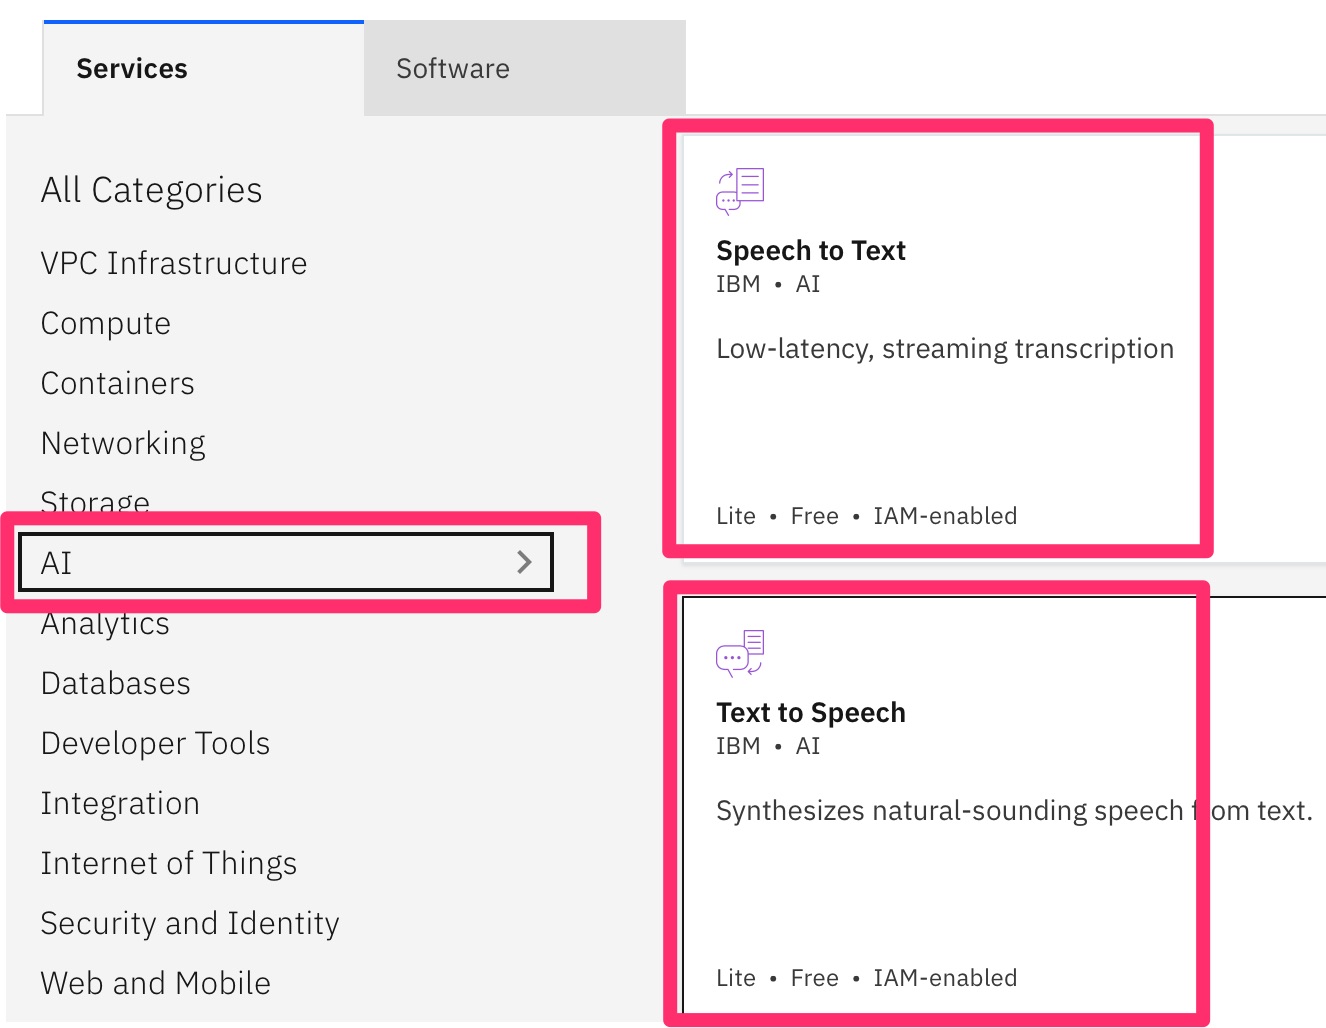 Services
Software
All Categories
VPC Infrastructure
Compute
Containers
Networking
Storage
AI
Analytics
Databases
Developer Tools
Integration
Internet of Things
Security and Identity
Web and Mobile
Speech to Text
IBM • AI
Low-latency, streaming transcription
Lite • Free • IAM-enabled
Text to Speech
IBM • AI
Synthesizes natural-sounding speech from text.
Lite • Free • IAM-enabled